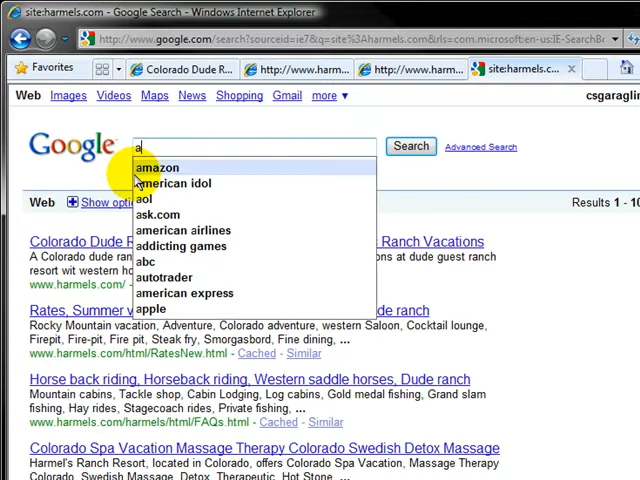 site:harmels.com - Google Search - Windows Internet Explorer
http://www.google.com/search?sourceid=ie7&q=site%3Aharmels.com&rls=com.microsoft:en-us:IE-SearchB
Favorites
Colorado Dude R...
http://www.harm...
http://www.harm...
site:harmels.com...
Web Images Videos Maps News Shopping Gmail more ▼
csgaragli
Google
a
Search
Advanced Search
amazon
american idol
aol
ask.com
american airlines
addicting games
abc
autotrader
american express
apple
Web
Show
Results 1 - 10
Colorado Dude
Ranch Vacations
A Colorado dude
at dude guest
resort wit western
www.harmels.com/
Rates, Summer
Ranch, Resort
Rocky Mountain vacation, Adventure, Colorado adventure, western Saloon, Cocktail lounge,
Firepit, Fire-pit, Fire pit, Steak fry, Smorgasbord, Fine dining, ...
www.harmels.com/html/RatesNew.html - Cached - Similar
Horse back riding, Horseback riding, Western saddle horses, Dude ranch
Mountain cabins, Tackle shop, Cabin Lodging, Log cabins, Gold medal fishing, Grand slam
fishing, Hay rides, Stagecoach rides, Private fishing, ...
www.harmels.com/harmels/html/FAQs.html - Cached - Similar
Colorado Spa Vacation Massage Therapy Colorado Swedish Detox Massage
Harmel's Ranch Resort, located in Colorado, offers Colorado Spa Vacation Massage Therapy